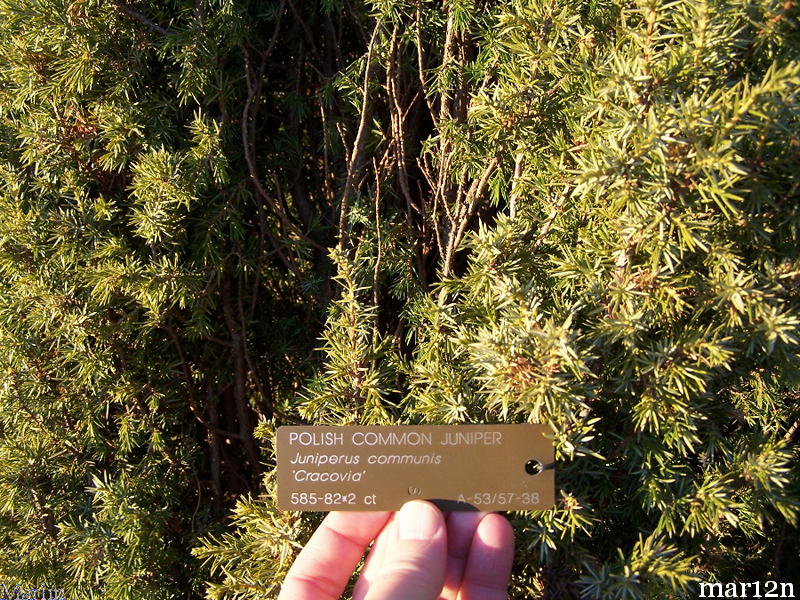 POLISH COMMON JUNIPER
Juniperus communis
'Cracovia'
585-82*2 ct A-53/57-38
mar12n